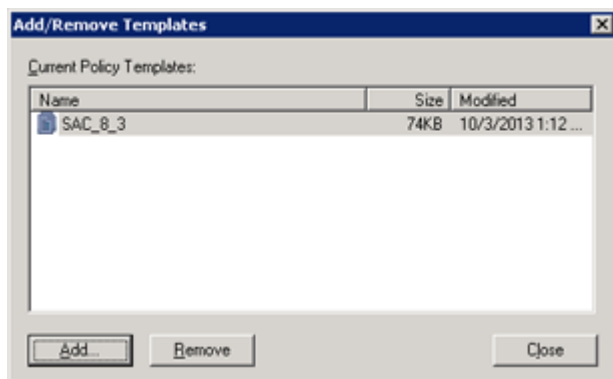 Add/Remove Templates
Current Policy Templates:
Name Size Modified
SAC_8_3 74KB 10/3/2013 1:12 ...
Add... Remove Close